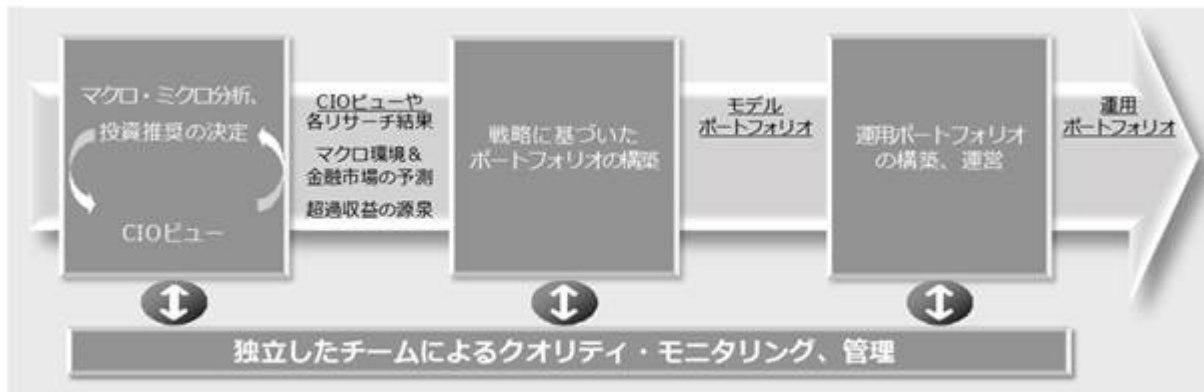 マクロ・ミクロ分析、
投資推奨の決定
CIOビュー
CIOビューや
各リサーチ結果
マクロ環境&
金融市場の予測
超過収益の源泉
戦略に基づいた
ポートフォリオの構築
モデル
ポートフォリオ
運用ポートフォリオ
の構築、運営
運用
ポートフォリオ
独立したチームによるクオリティ・モニタリング、管理